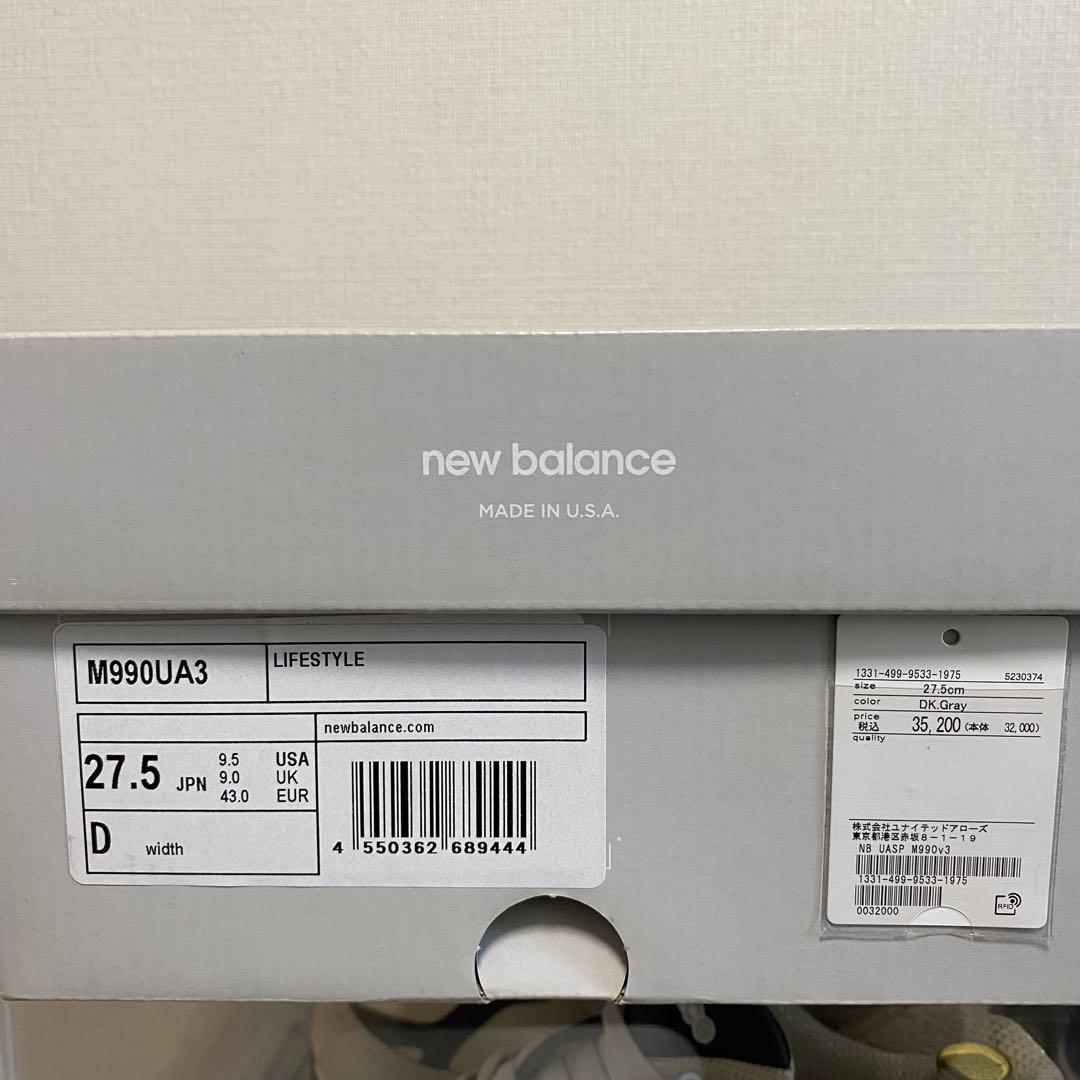 new balance
MADE IN U.S.A.
M990UA3
LIFESTYLE
newbalance.com
27.5 JPN
9.5 USA
9.0 UK
43.0 EUR
D width
4 550362 689444
1331-499-9533-1975 5230374
size 27.5cm
color DK.Gray
price
税込 35,200 (本体 32,000)
quality
株式会社ユナイテッドアローズ
東京都港区赤坂8-1-19
NB UASP M990v3
1331-499-9533-1975
0032000
RFID